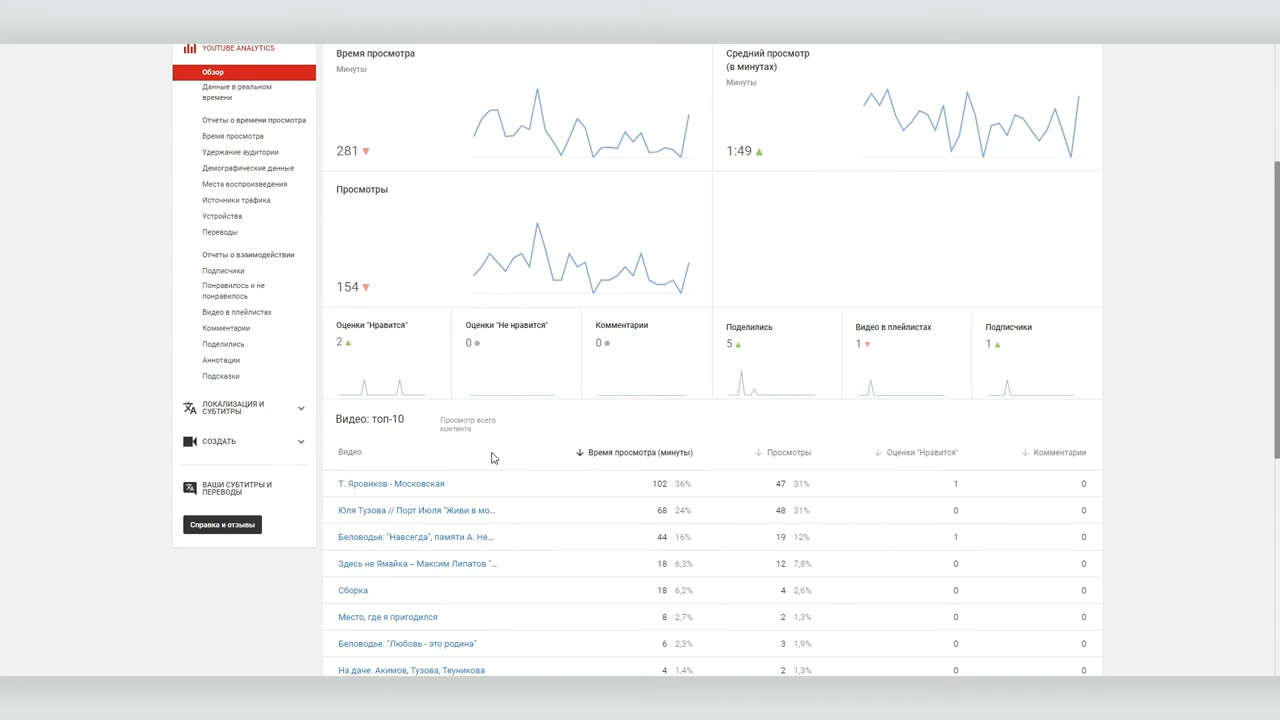 YOUTUBE ANALYTICS
Обзор
Данные в реальном
времени
Отчеты о времени просмотра
Время просмотра
Удержание аудитории
Демографические данные
Места воспроизведения
Источники трафика
Устройства
Переводы
Отчеты о взаимодействии
Подписчики
Понравилось и не
понравилось
Видео в плейлистах
Комментарии
Поделились
Аннотации
Подсказки
ЛОКАЛИЗАЦИЯ И
СУБТИТРЫ
СОЗДАТЬ
ВАШИ СУБТИТРЫ И
ПЕРЕВОДЫ
Справка и отзывы
Время просмотра
Минуты
281
Средний просмотр
(в минутах)
Минуты
1:49
Просмотры
154
Оценки "Нравится"
2
Оценки "Не нравится"
0
Комментарии
0
Поделились
5
Видео в плейлистах
1
Подписчики
1
Видео: топ-10
Просмотр всего
контента
Видео Время просмотра (минуты) Просмотры Оценки "Нравится" Комментарии
Т. Яровиков - Московская 102 36% 47 31% 1 0
Юля Тузова // Порт Июля "Живи в мо... 68 24% 48 31% 0 0
Беловодье: "Навсегда", памяти А. Не... 44 16% 19 12% 1 0
Здесь не Ямайка – Максим Липатов "... 18 6,3% 12 7,8% 0 0
Сборка 18 6,2% 4 2,6% 0 0
Место, где я пригодился 8 2,7% 2 1,3% 0 0
Беловодье. "Любовь - это родина" 6 2,3% 3 1,9% 0 0
На даче. Акимов, Тузова, Теуникова 4 1,4% 2 1,3% 0 0